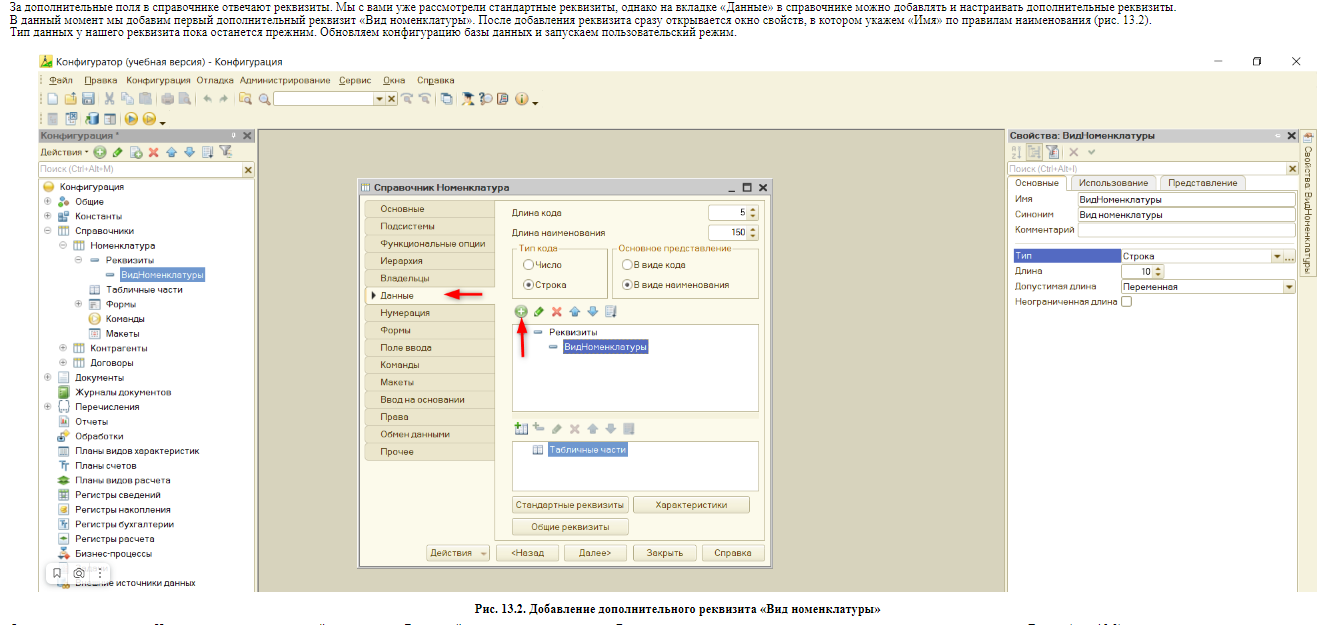 За дополнительные поля в справочнике отвечают реквизиты. Мы с вами уже рассмотрели стандартные реквизиты, однако на вкладке «Данные» в справочнике можно добавлять и настраивать дополнительные реквизиты.
В данный момент мы добавим первый дополнительный реквизит «Вид номенклатуры». После добавления реквизита сразу открывается окно свойств, в котором укажем «Имя» по правилам наименования (рис. 13.2).
Тип данных у нашего реквизита пока останется прежним. Обновляем конфигурацию базы данных и запускаем пользовательский режим.
Конфигуратор (учебная версия) - Конфигурация
Файл Правка Конфигурация Отладка Администрирование Сервис Окна Справка
Конфигурация *
Действия
Поиск (Ctrl+Alt+M)
Конфигурация
Общие
Константы
Справочники
Номенклатура
Реквизиты
ВидНоменклатуры
Табличные части
Формы
Команды
Макеты
Контрагенты
Договоры
Документы
Журналы документов
Перечисления
Отчеты
Обработки
Планы видов характеристик
Планы счетов
Планы видов расчета
Регистры сведений
Регистры накопления
Регистры бухгалтерии
Регистры расчета
Бизнес-процессы
Внешние источники данных
Справочник Номенклатура
Основные
Подсистемы
Функциональные опции
Иерархия
Владельцы
Данные
Нумерация
Формы
Поле ввода
Команды
Макеты
Ввод на основании
Права
Обмен данными
Прочее
Длина кода 5
Длина наименования 150
Тип кода
Число
Строка
Основное представление
В виде кода
В виде наименования
Реквизиты
ВидНоменклатуры
Табличные части
Стандартные реквизиты Характеристики
Общие реквизиты
Действия <Назад Далее> Закрыть Справка
Свойства: ВидНоменклатуры
Поиск (Ctrl+Alt+I)
Основные Использование Представление
Имя ВидНоменклатуры
Синоним Вид номенклатуры
Комментарий
Тип Строка
Длина 10
Допустимая длина Переменная
Неограниченная длина
Свойства: ВидНоменклатуры
Рис. 13.2. Добавление дополнительного реквизита «Вид номенклатуры»